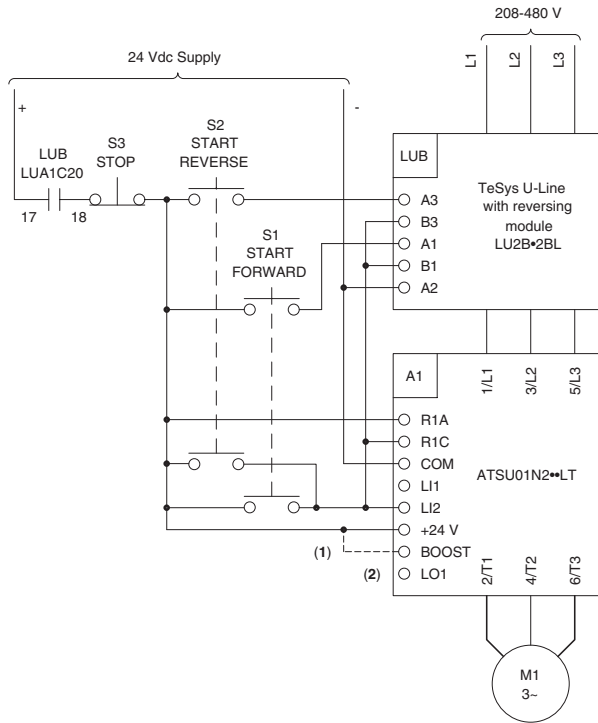 208-480 V
L1
L2
L3
24 Vdc Supply
+
-
S2
START
REVERSE
LUB
LUA1C20
S3
STOP
17
18
S1
START
FORWARD
LUB
A3
B3
A1
B1
A2
TeSys U-Line
with reversing
module
LU2B•2BL
A1
1/L1
3/L2
5/L3
R1A
R1C
COM
LI1
LI2
+24 V
BOOST
LO1
ATSU01N2••LT
(1)
(2)
2/T1
4/T2
6/T3
M1
3~